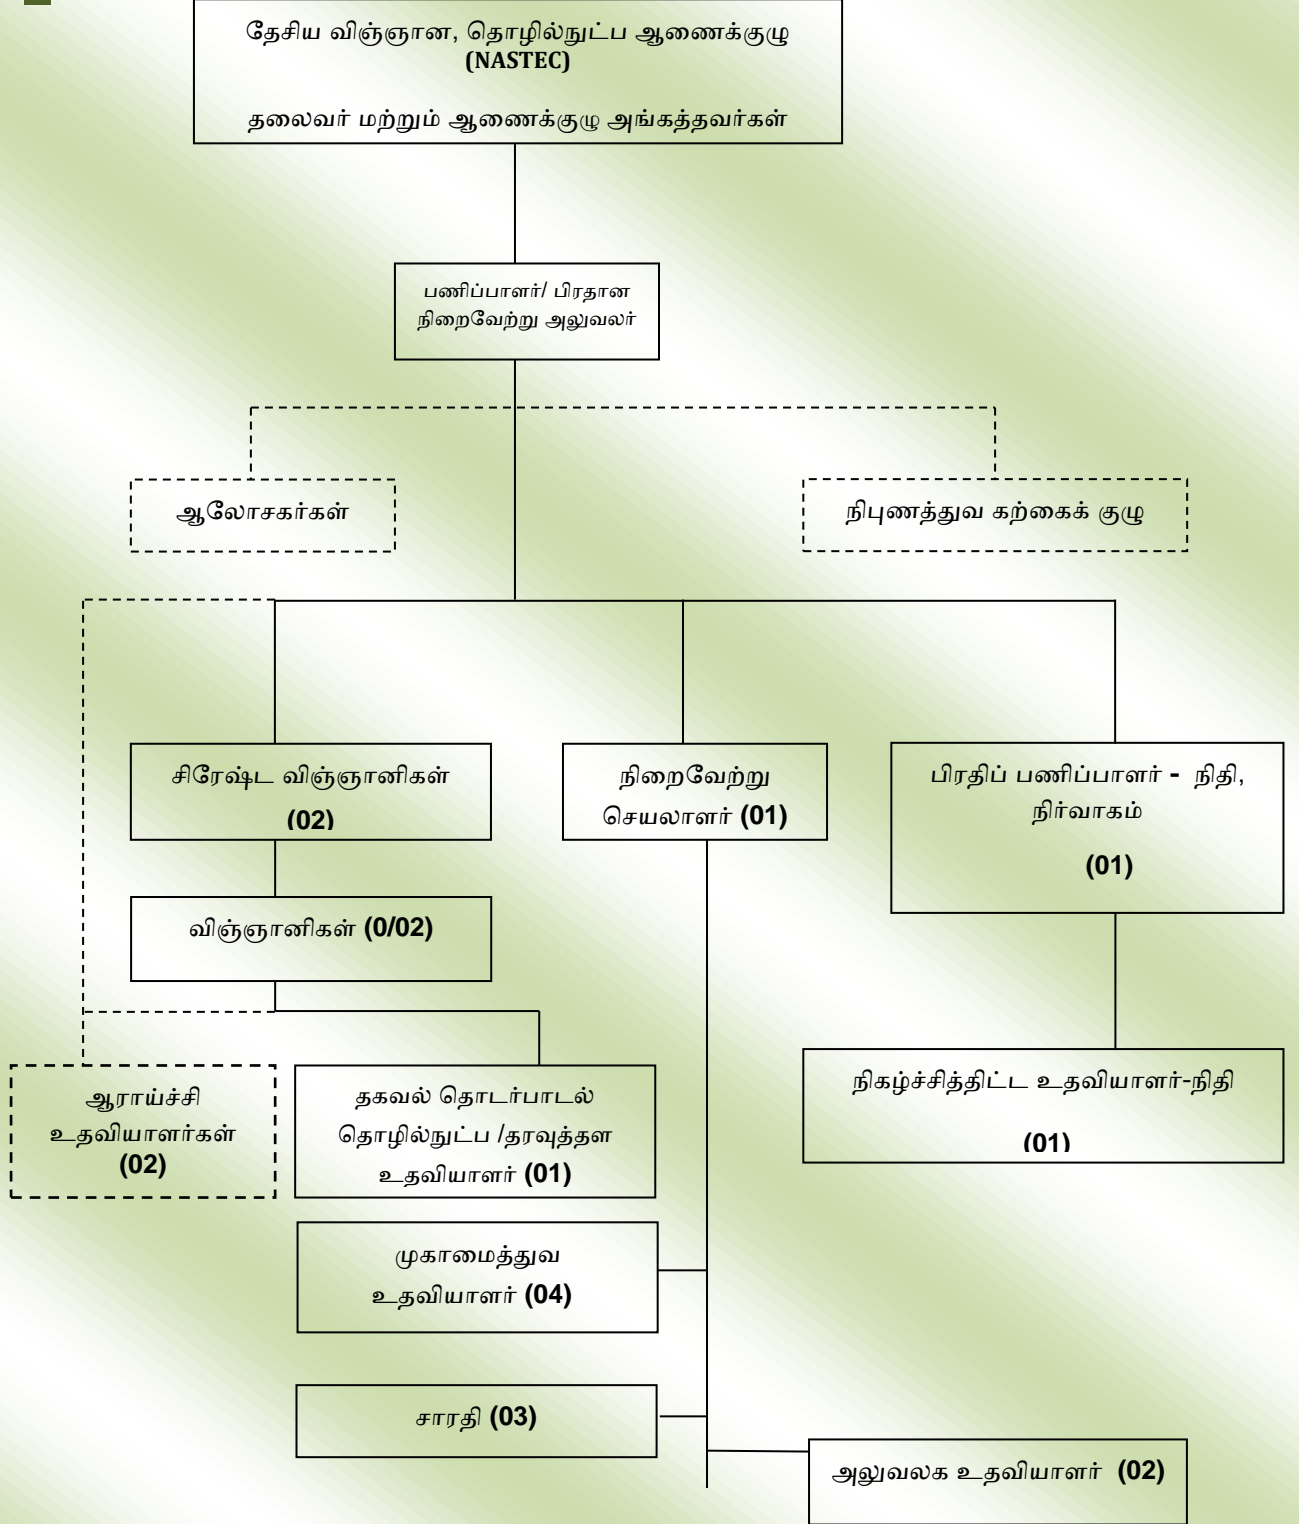 தேசிய விஞ்ஞான, தொழில்நுட்ப ஆணைக்குழு
(NASTEC)
தலைவர் மற்றும் ஆணைக்குழு அங்கத்தவர்கள்
பணிப்பாளர்/ பிரதான
நிறைவேற்று அலுவலர்
ஆலோசகர்கள்
நிபுணத்துவ கற்கைக் குழு
சிரேஷ்ட விஞ்ஞானிகள்
(02)
நிறைவேற்று
செயலாளர் (01)
பிரதிப் பணிப்பாளர் - நிதி,
நிர்வாகம்
(01)
விஞ்ஞானிகள் (0/02)
ஆராய்ச்சி
உதவியாளர்கள்
(02)
தகவல் தொடர்பாடல்
தொழில்நுட்ப /தரவுத்தள
உதவியாளர் (01)
நிகழ்ச்சித்திட்ட உதவியாளர்-நிதி
(01)
முகாமைத்துவ
உதவியாளர் (04)
சாரதி (03)
அலுவலக உதவியாளர் (02)